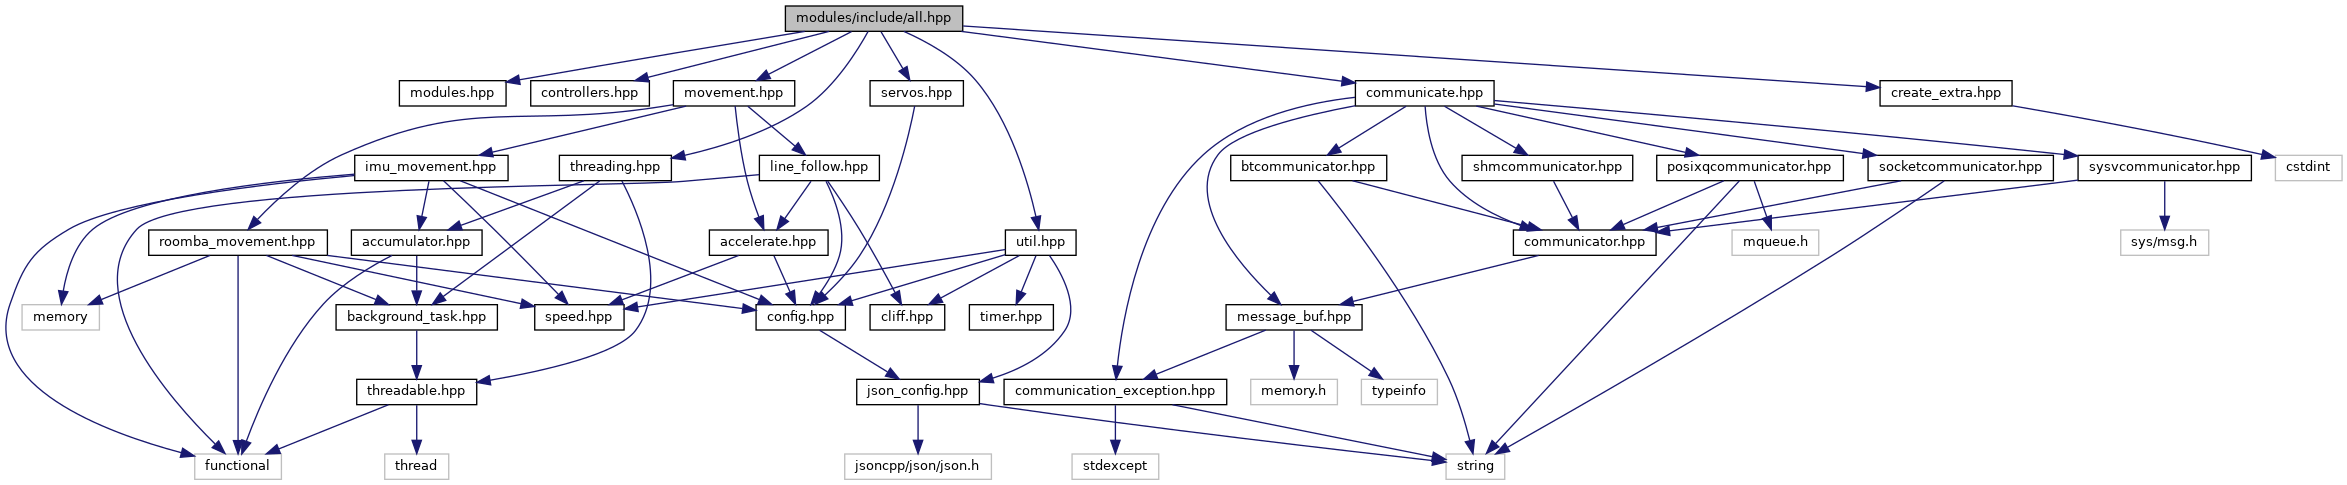 modules/include/all.hpp
modules.hpp
controllers.hpp
movement.hpp
servos.hpp
communicate.hpp
create_extra.hpp
imu_movement.hpp
threading.hpp
line_follow.hpp
btcommunicator.hpp
shmcommunicator.hpp
posixqcommunicator.hpp
socketcommunicator.hpp
sysvcommunicator.hpp
cstdint
roomba_movement.hpp
accumulator.hpp
accelerate.hpp
util.hpp
communicator.hpp
mqueue.h
sys/msg.h
memory
background_task.hpp
speed.hpp
config.hpp
cliff.hpp
timer.hpp
message_buf.hpp
threadable.hpp
json_config.hpp
communication_exception.hpp
memory.h
typeinfo
functional
thread
jsoncpp/json/json.h
stdexcept
string